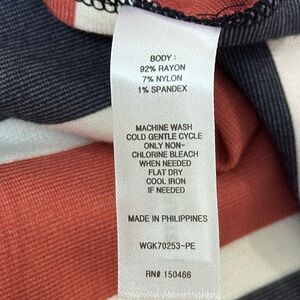 BODY :
92% RAYON
7% NYLON
1% SPANDEX
MACHINE WASH
COLD GENTLE CYCLE
ONLY NON-
CHLORINE BLEACH
WHEN NEEDED
FLAT DRY
COOL IRON
IF NEEDED
MADE IN PHILIPPINES
WGK70253-PE
RN# 150466